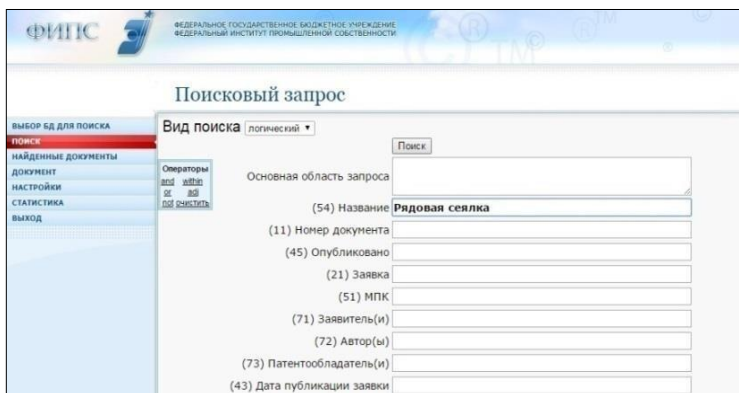 ФИПС
ФЕДЕРАЛЬНОЕ ГОСУДАРСТВЕННОЕ БЮДЖЕТНОЕ УЧРЕЖДЕНИЕ
ФЕДЕРАЛЬНЫЙ ИНСТИТУТ ПРОМЫШЛЕННОЙ СОБСТВЕННОСТИ
Поисковый запрос
ВЫБОР БД ДЛЯ ПОИСКА
ПОИСК
НАЙДЕННЫЕ ДОКУМЕНТЫ
ДОКУМЕНТ
НАСТРОЙКИ
СТАТИСТИКА
ВЫХОД
Вид поиска логический
Поиск
Операторы
and within
or adj
not очистить
Основная область запроса
(54) Название Рядовая сеялка
(11) Номер документа
(45) Опубликовано
(21) Заявка
(51) МПК
(71) Заявитель(и)
(72) Автор(ы)
(73) Патентообладатель(и)
(43) Дата публикации заявки